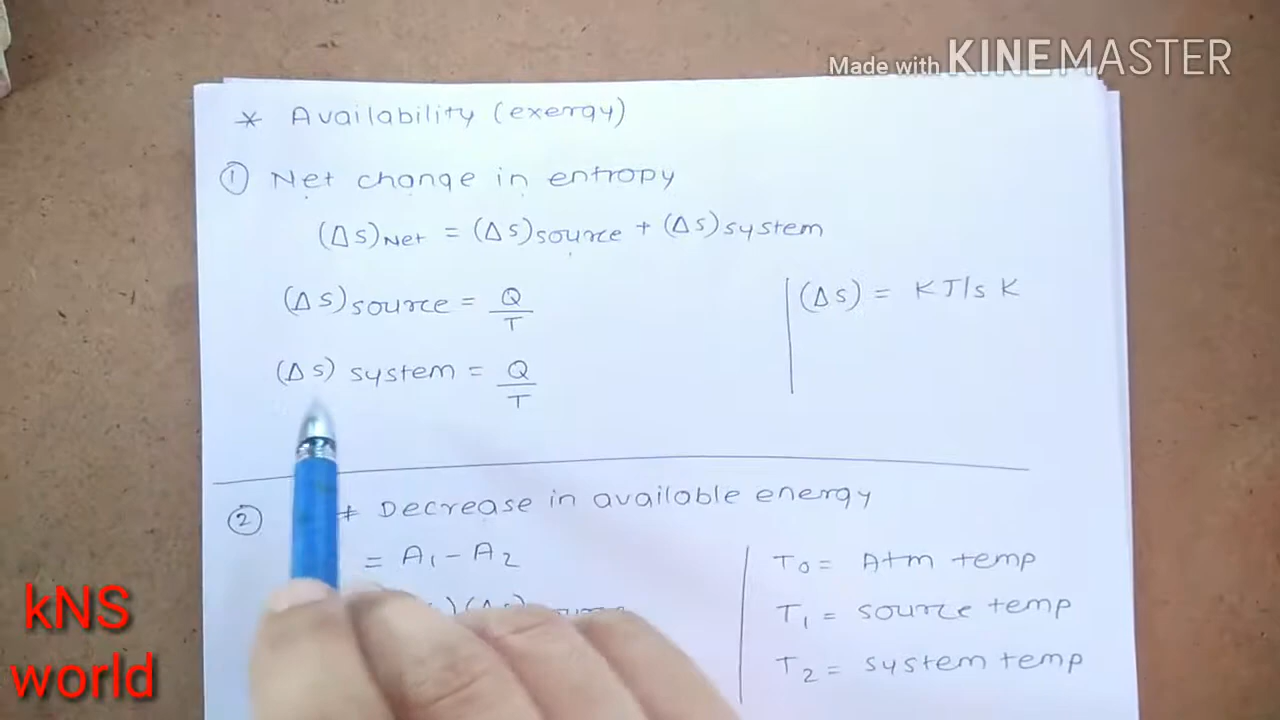 Made with KINEMASTER
* Availability (exergy)
① Net change in entropy
(Δs)Net = (Δs)source + (Δs)system
(Δs)source = Q/T
(Δs) = KJ/s K
(Δs) system = Q/T
② * Decrease in available energy
= A₁ - A₂
T₀ = Atm temp
T₁ = source temp
T₂ = system temp
kNS
world